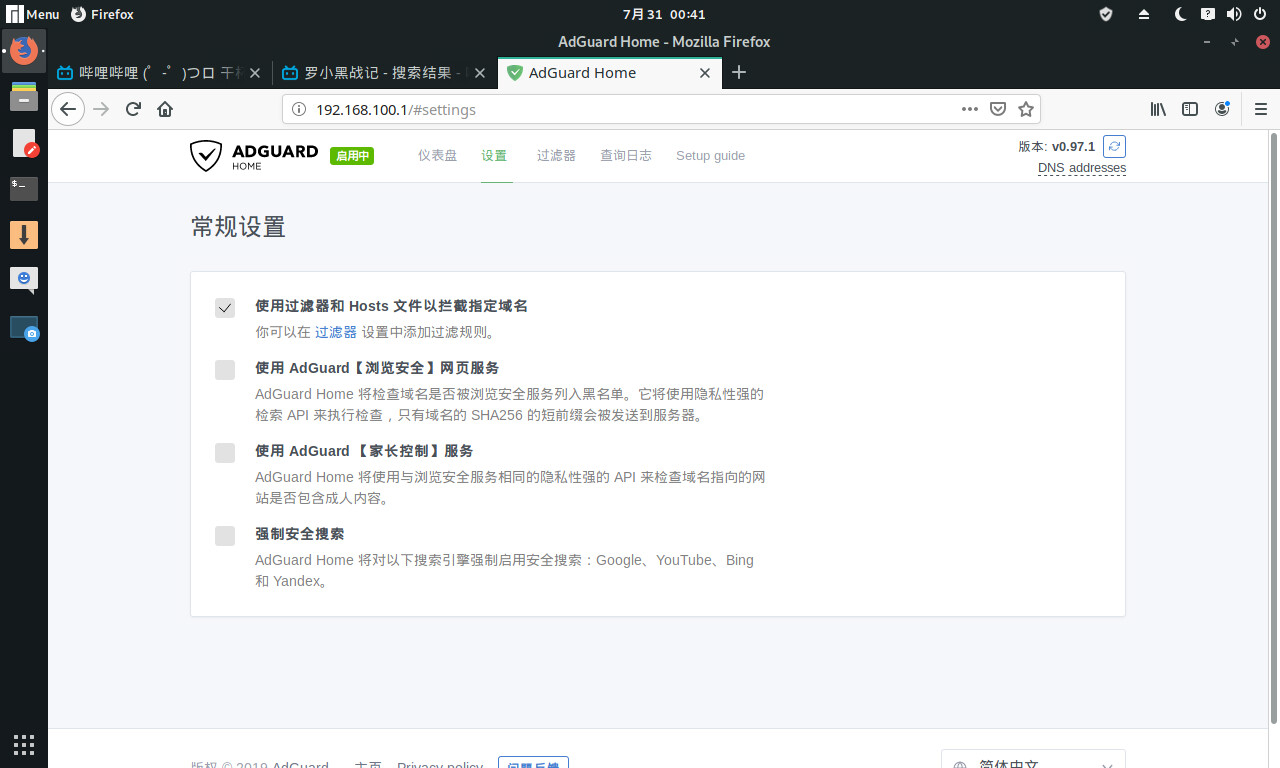 Menu Firefox 7月31 00:41
AdGuard Home - Mozilla Firefox
哔哩哔哩 (゜-゜)つロ 干杯
罗小黑战记 - 搜索结果 -
AdGuard Home
192.168.100.1/#settings
ADGUARD
HOME
启用中
仪表盘 设置 过滤器 查询日志 Setup guide
版本: v0.97.1
DNS addresses
常规设置
使用过滤器和 Hosts 文件以拦截指定域名
你可以在 过滤器 设置中添加过滤规则。
使用 AdGuard【浏览安全】网页服务
AdGuard Home 将检查域名是否被浏览安全服务列入黑名单。它将使用隐私性强的
检索 API 来执行检查，只有域名的 SHA256 的短前缀会被发送到服务器。
使用 AdGuard 【家长控制】服务
AdGuard Home 将使用与浏览安全服务相同的隐私性强的 API 来检查域名指向的网
站是否包含成人内容。
强制安全搜索
AdGuard Home 将对以下搜索引擎强制启用安全搜索：Google、YouTube、Bing
和 Yandex。
版权 © 2019 AdGuard 主页 Privacy policy 问题反馈 简体中文